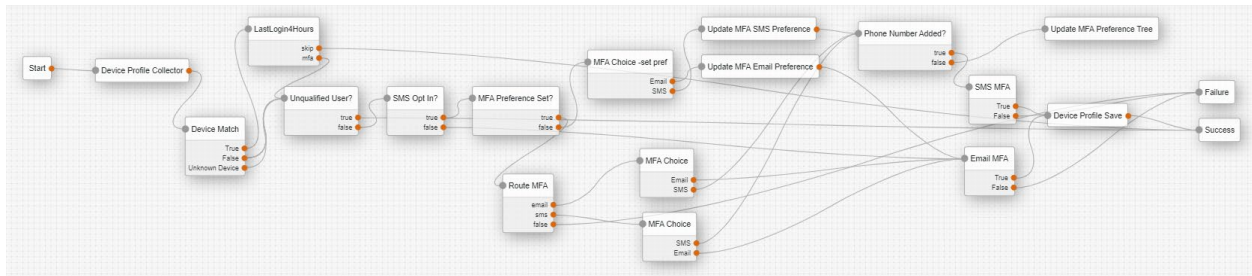 Start
Device Profile Collector
LastLogin4Hours
skip
mfa
Device Match
True
False
Unknown Device
Unqualified User?
true
false
SMS Opt In?
true
false
MFA Preference Set?
true
false
MFA Choice -set pref
Email
SMS
Route MFA
email
sms
false
MFA Choice
Email
SMS
MFA Choice
SMS
Email
Update MFA SMS Preference
Update MFA Email Preference
Phone Number Added?
true
false
Update MFA Preference Tree
SMS MFA
True
False
Device Profile Save
Email MFA
True
False
Failure
Success